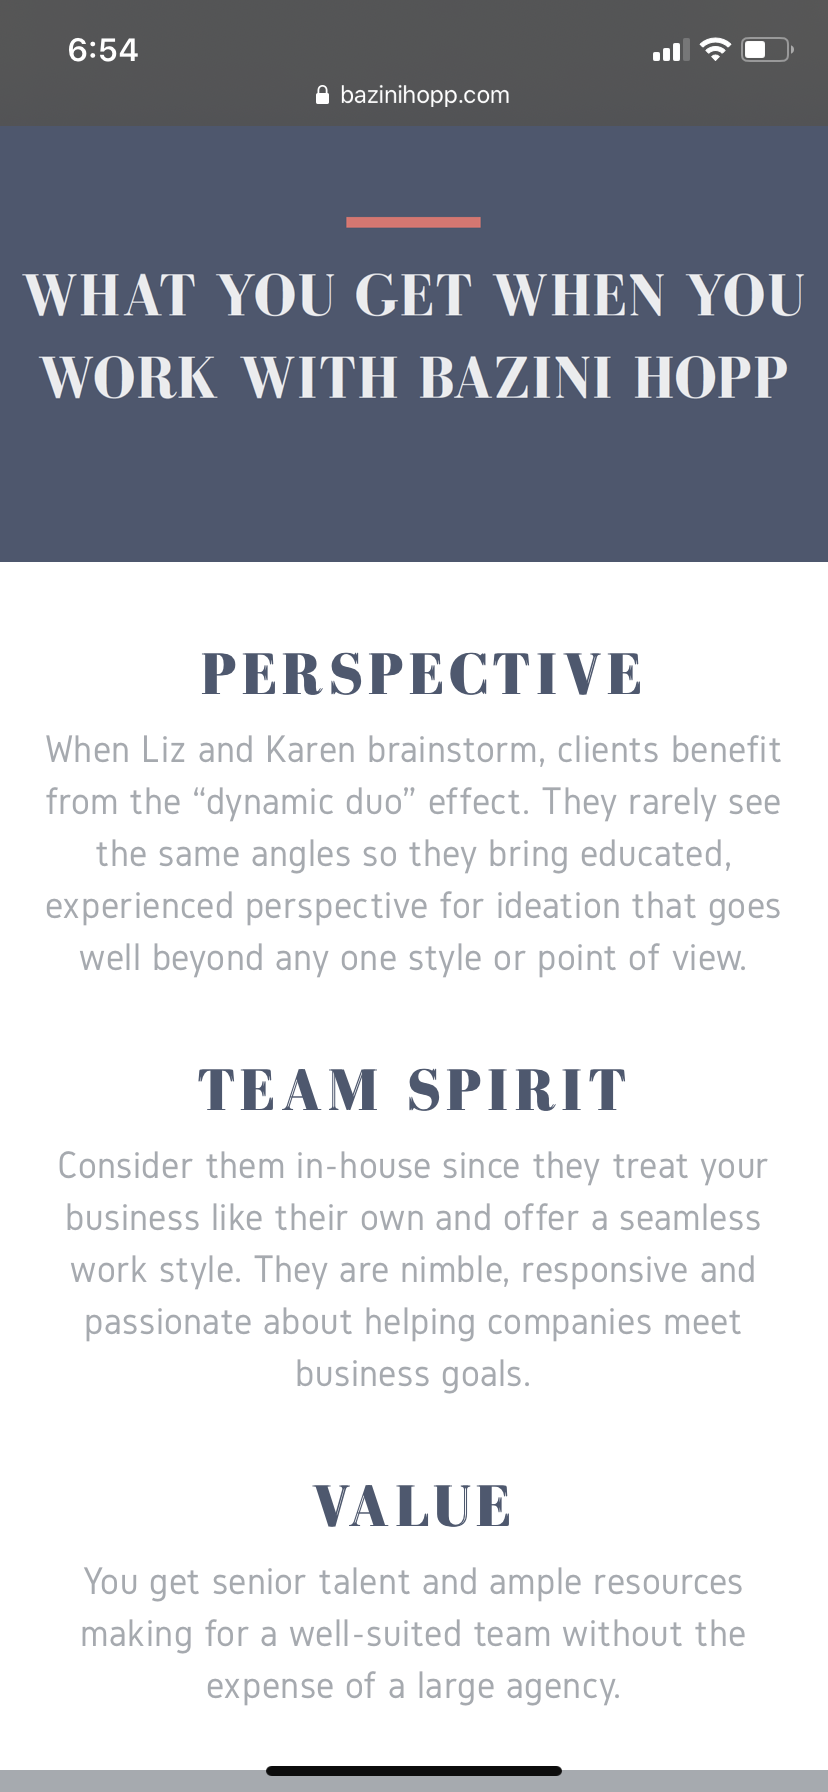 6:54
bazinihopp.com
WHAT YOU GET WHEN YOU
WORK WITH BAZINI HOPP
PERSPECTIVE
When Liz and Karen brainstorm, clients benefit
from the “dynamic duo” effect. They rarely see
the same angles so they bring educated,
experienced perspective for ideation that goes
well beyond any one style or point of view.
TEAM SPIRIT
Consider them in-house since they treat your
business like their own and offer a seamless
work style. They are nimble, responsive and
passionate about helping companies meet
business goals.
VALUE
You get senior talent and ample resources
making for a well-suited team without the
expense of a large agency.